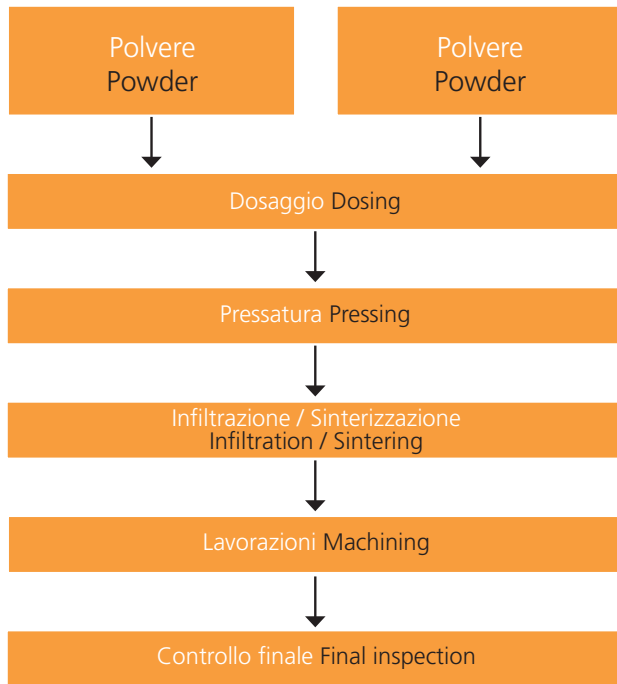 Polvere
Powder
Polvere
Powder
Dosaggio Dosing
Pressatura Pressing
Infiltrazione / Sinterizzazione
Infiltration / Sintering
Lavorazioni Machining
Controllo finale Final inspection